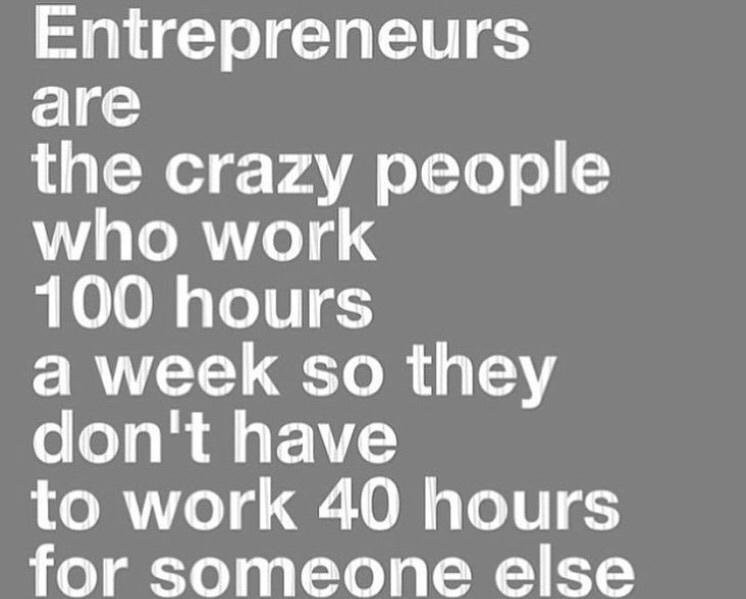 Entrepreneurs
are
the crazy people
who work
100 hours
a week so they
don't have
to work 40 hours
for someone else